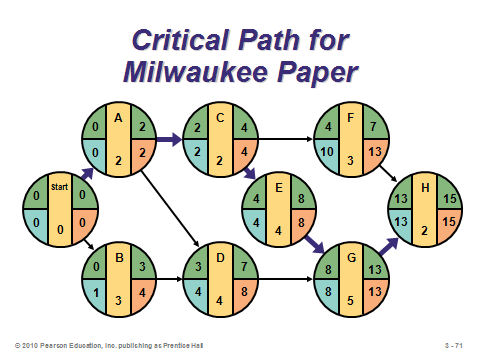 Critical Path for
Milwaukee Paper
A
0 2
0 2
2
C
2 4
2 4
2
F
4 7
10 13
3
Start
0 0
0 0
0
E
4 8
4 8
4
H
13 15
13 15
2
B
0 3
1 4
3
D
3 7
4 8
4
G
8 13
8 13
5
© 2010 Pearson Education, Inc. publishing as Prentice Hall
3 - 71